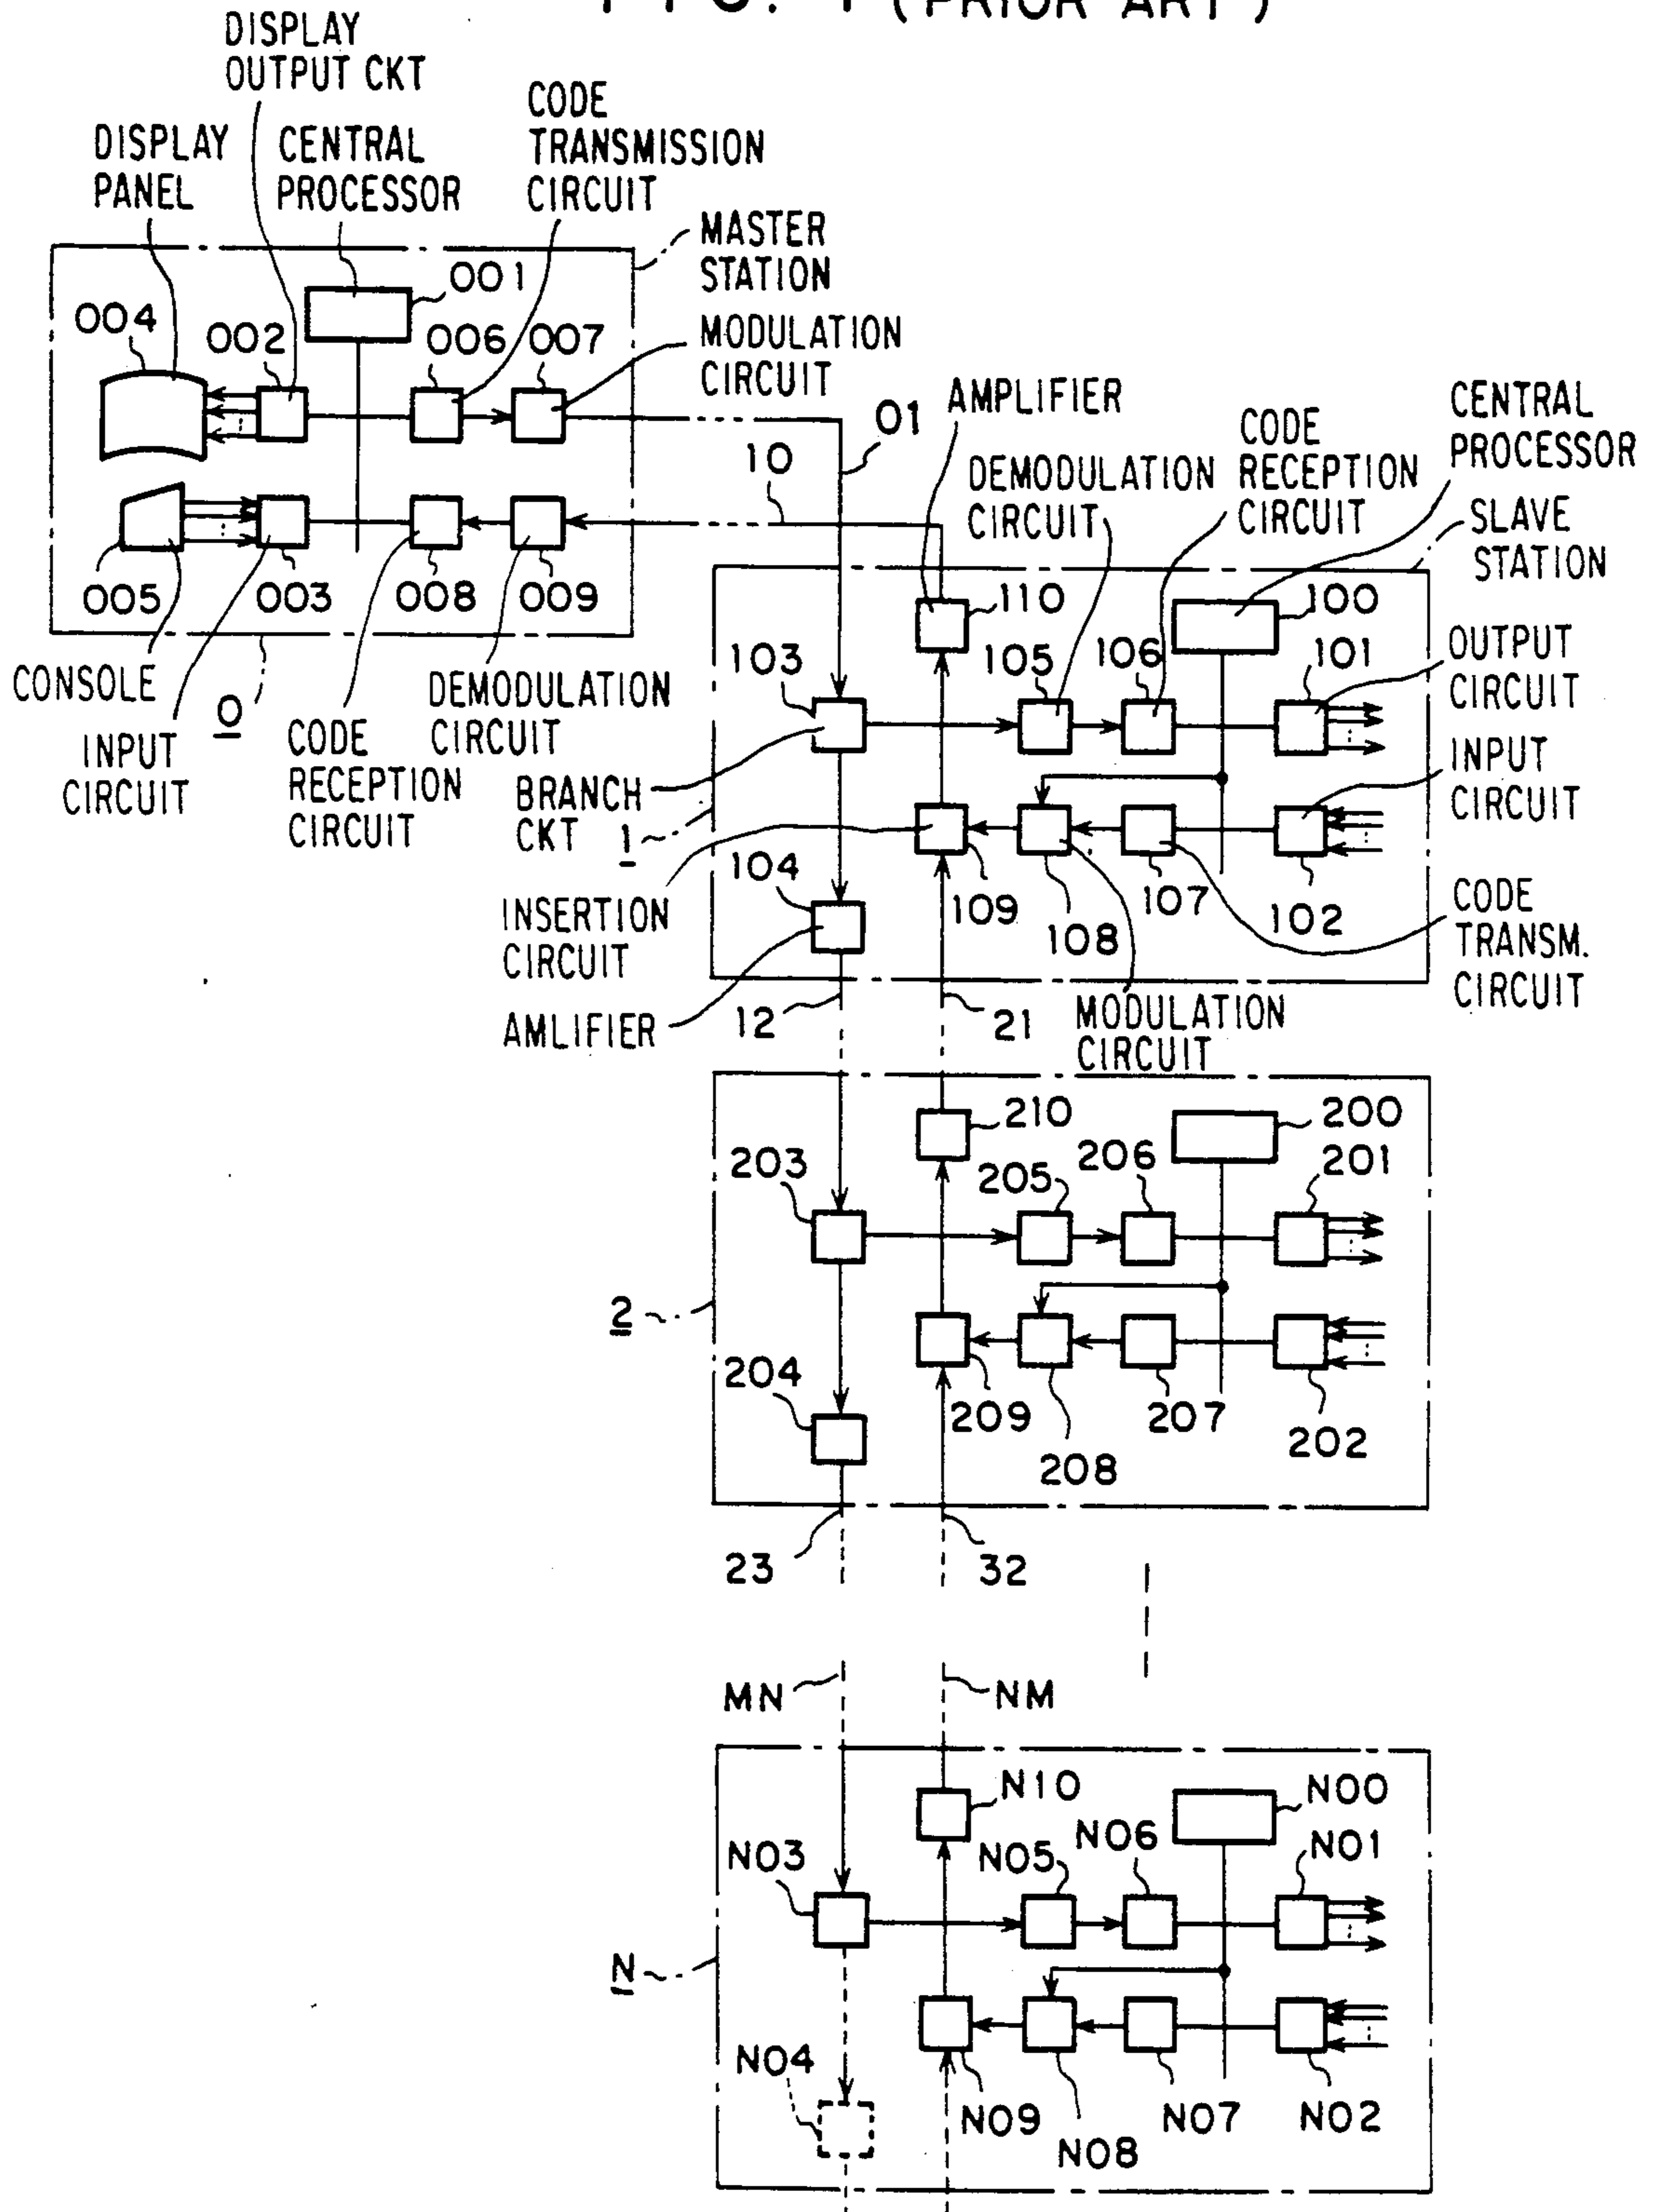 FIG. 1 (PRIOR ART)
DISPLAY
OUTPUT CKT
CODE
TRANSMISSION
CIRCUIT
DISPLAY
PANEL
CENTRAL
PROCESSOR
MASTER
STATION
001
004
002
006
007
MODULATION
CIRCUIT
005
003
008
009
CONSOLE
0
INPUT
CIRCUIT
CODE
RECEPTION
CIRCUIT
DEMODULATION
CIRCUIT
01
10
AMPLIFIER
DEMODULATION
CIRCUIT
CODE
RECEPTION
CIRCUIT
CENTRAL
PROCESSOR
SLAVE
STATION
110
100
103
105
106
101
OUTPUT
CIRCUIT
INPUT
CIRCUIT
BRANCH
CKT
1
104
109
108
107
102
INSERTION
CIRCUIT
CODE
TRANSM.
CIRCUIT
AMLIFIER
12
21
MODULATION
CIRCUIT
210
200
203
205
206
201
2
204
209
208
207
202
23
32
MN
NM
N10
N00
N03
N05
N06
N01
N
N04
N09
N08
N07
N02